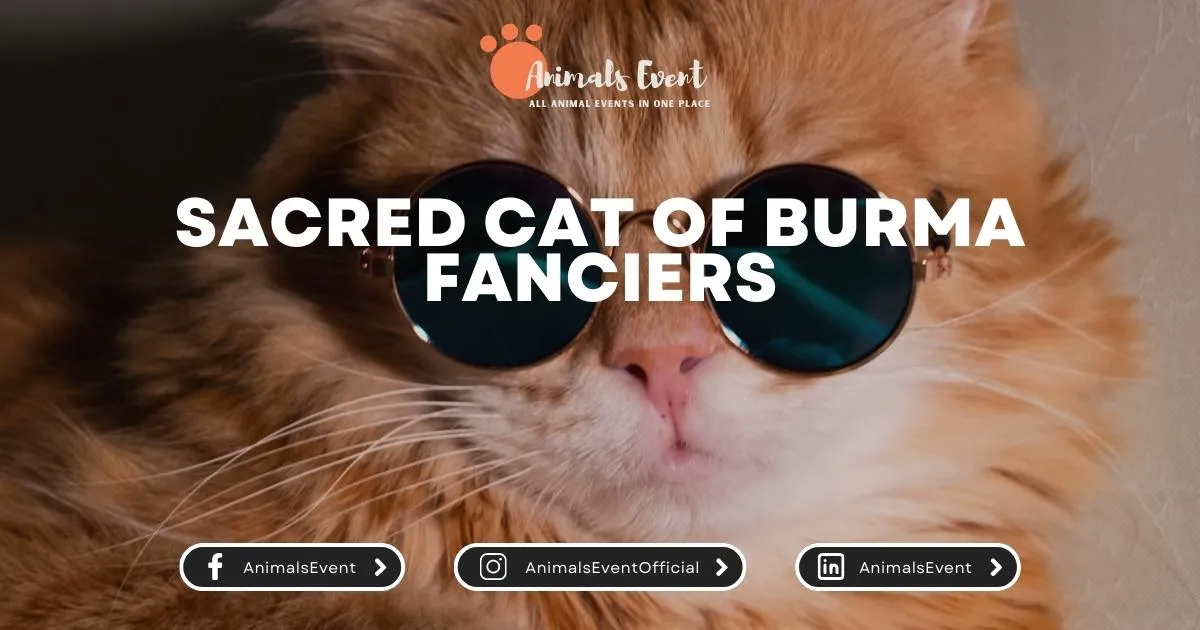 Animals Event
ALL ANIMAL EVENTS IN ONE PLACE
SACRED CAT OF BURMA
FANCIERS
AnimalsEvent
AnimalsEventOfficial
AnimalsEvent